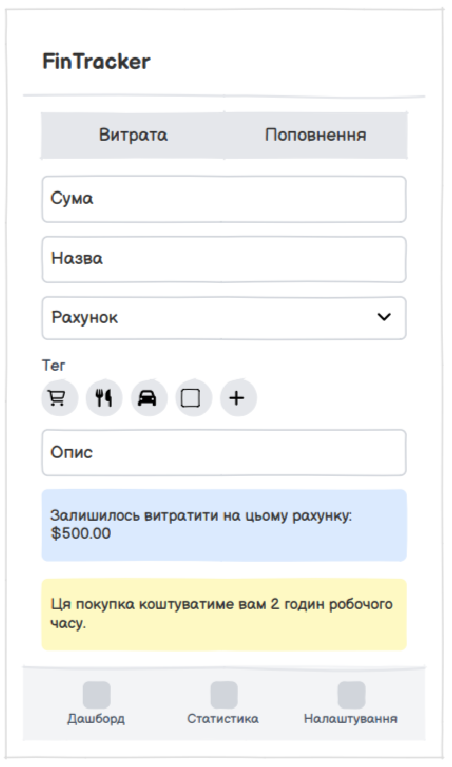 FinTracker
Витрата Поповнення
Сума
Назва
Рахунок
Тег
Опис
Залишилось витратити на цьому рахунку:
$500.00
Ця покупка коштуватиме вам 2 годин робочого
часу.
Дашборд Статистика Налаштування